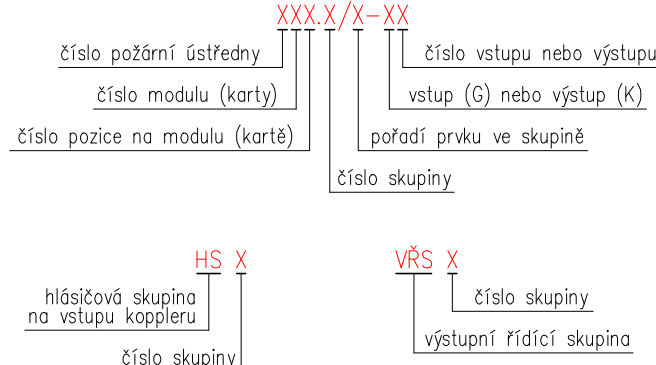 XXX.X/X-XX
číslo požární ústředny
číslo vstupu nebo výstupu
číslo modulu (karty)
vstup (G) nebo výstup (K)
číslo pozice na modulu (kartě)
pořadí prvku ve skupině
číslo skupiny
HS X
VŘS X
hlásičová skupina
na vstupu koppleru
číslo skupiny
číslo skupiny
výstupní řídící skupina